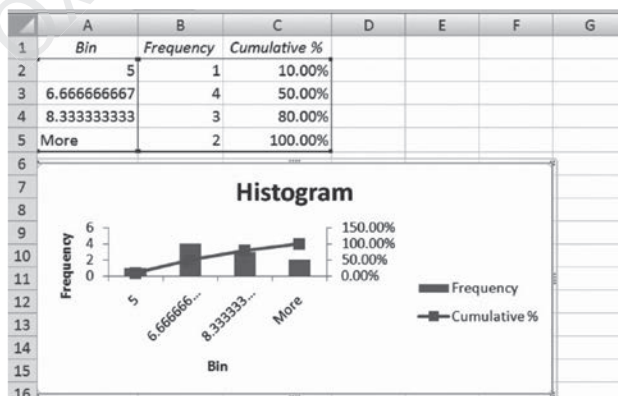 A B C D E F G
1 Bin Frequency Cumulative %
2 5 1 10.00%
3 6.666666667 4 50.00%
4 8.333333333 3 80.00%
5 More 2 100.00%
6
7
8
9
10
11
12
13
14
15
16
Histogram
Frequency
6
4
2
0
150.00%
100.00%
50.00%
0.00%
5 6.666666... 8.333333... More
Bin
Frequency
Cumulative %